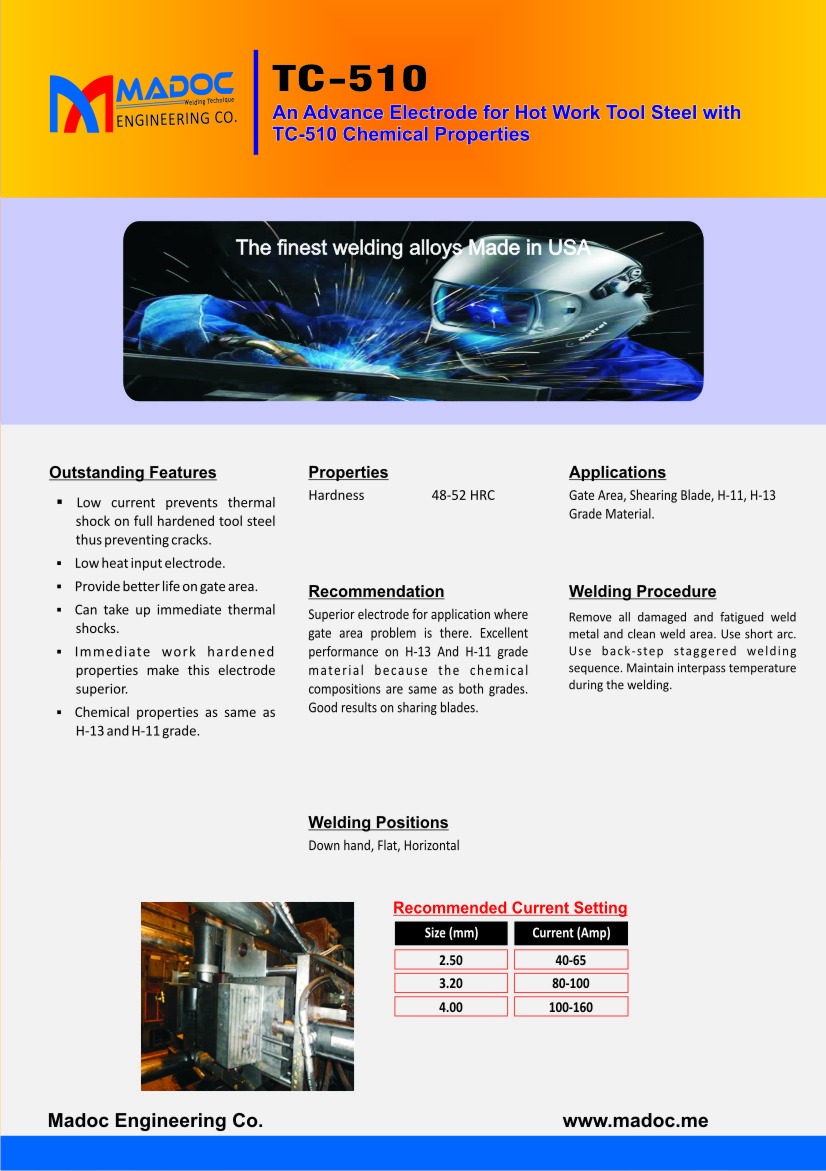 MADOC
Welding Technique
ENGINEERING CO.
TC-510
An Advance Electrode for Hot Work Tool Steel with
TC-510 Chemical Properties
The finest welding alloys Made in USA
optrel
Outstanding Features
▪ Low current prevents thermal
shock on full hardened tool steel
thus preventing cracks.
▪ Low heat input electrode.
▪ Provide better life on gate area.
▪ Can take up immediate thermal
shocks.
▪ Immediate work hardened
properties make this electrode
superior.
▪ Chemical properties as same as
H-13 and H-11 grade.
Properties
Hardness 48-52 HRC
Recommendation
Superior electrode for application where
gate area problem is there. Excellent
performance on H-13 And H-11 grade
material because the chemical
compositions are same as both grades.
Good results on sharing blades.
Welding Positions
Down hand, Flat, Horizontal
Applications
Gate Area, Shearing Blade, H-11, H-13
Grade Material.
Welding Procedure
Remove all damaged and fatigued weld
metal and clean weld area. Use short arc.
Use back-step staggered welding
sequence. Maintain interpass temperature
during the welding.
Recommended Current Setting
Size (mm) Current (Amp)
2.50 40-65
3.20 80-100
4.00 100-160
Madoc Engineering Co.
www.madoc.me